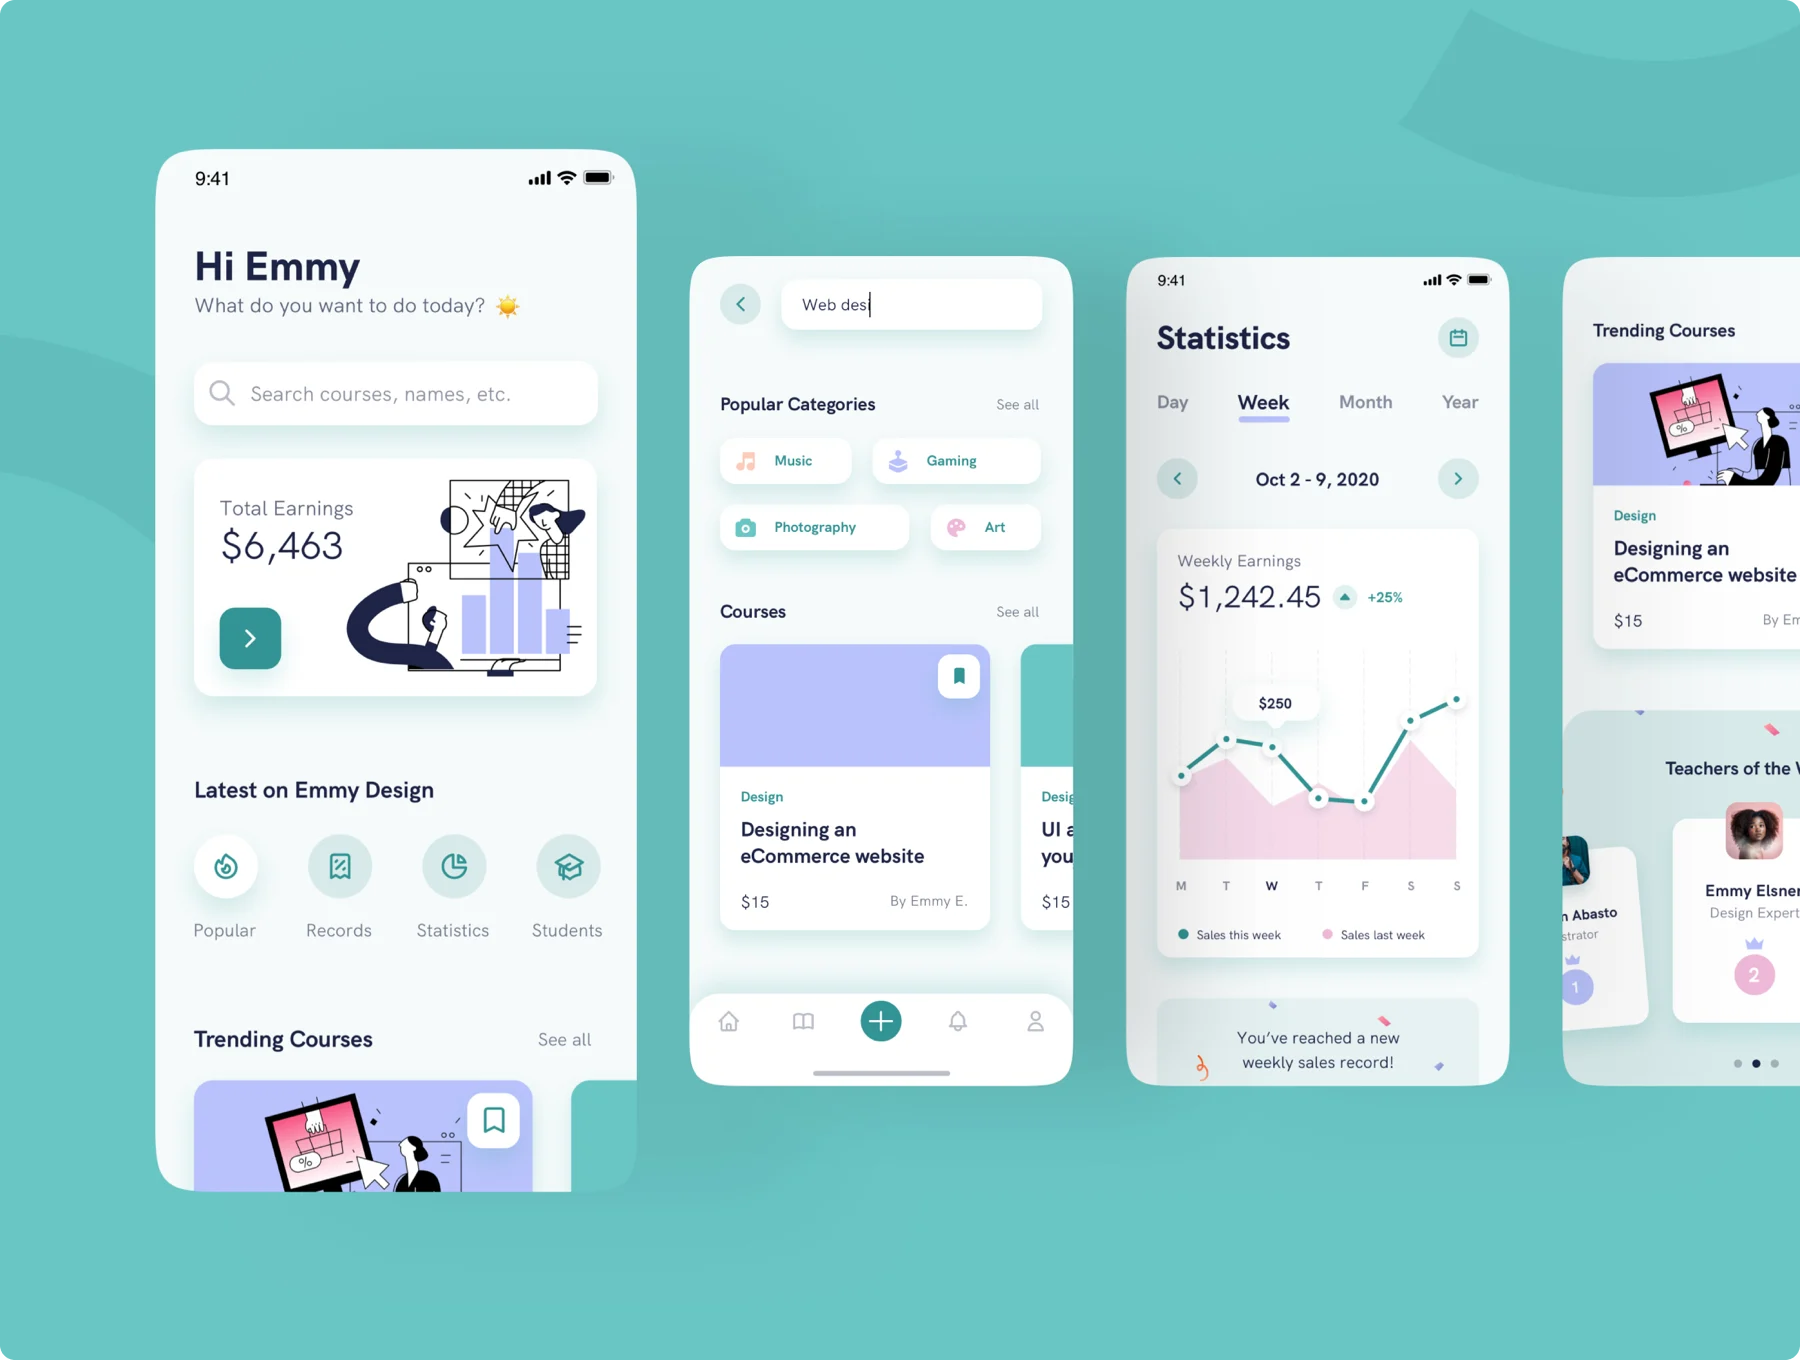 9:41
Hi Emmy
What do you want to do today?
Search courses, names, etc.
Total Earnings
$6,463
Latest on Emmy Design
Popular
Records
Statistics
Students
Trending Courses
See all
%
Web desi
Popular Categories
See all
Music
Gaming
Photography
Art
Courses
See all
Design
Designing an
eCommerce website
$15
By Emmy E.
Desig
UI a
you
$15
9:41
Statistics
Day
Week
Month
Year
Oct 2 - 9, 2020
Weekly Earnings
$1,242.45
+25%
$250
M
T
W
T
F
S
S
Sales this week
Sales last week
You've reached a new
weekly sales record!
Trending Courses
%
Design
Designing an
eCommerce website
$15
By Em
Teachers of the
n Abasto
strator
1
Emmy Elsner
Design Expert
2